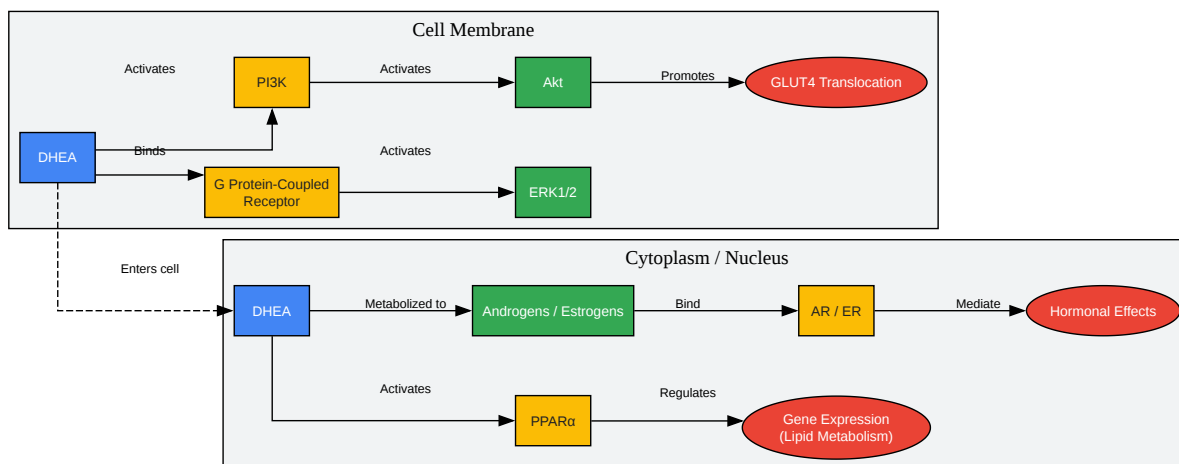 Cell Membrane
Activates
PI3K
Activates
Akt
Promotes
GLUT4 Translocation
DHEA
Binds
G Protein-Coupled
Receptor
Activates
ERK1/2
Enters cell
Cytoplasm / Nucleus
DHEA
Metabolized to
Androgens / Estrogens
Bind
AR / ER
Mediate
Hormonal Effects
Activates
PPARα
Regulates
Gene Expression
(Lipid Metabolism)